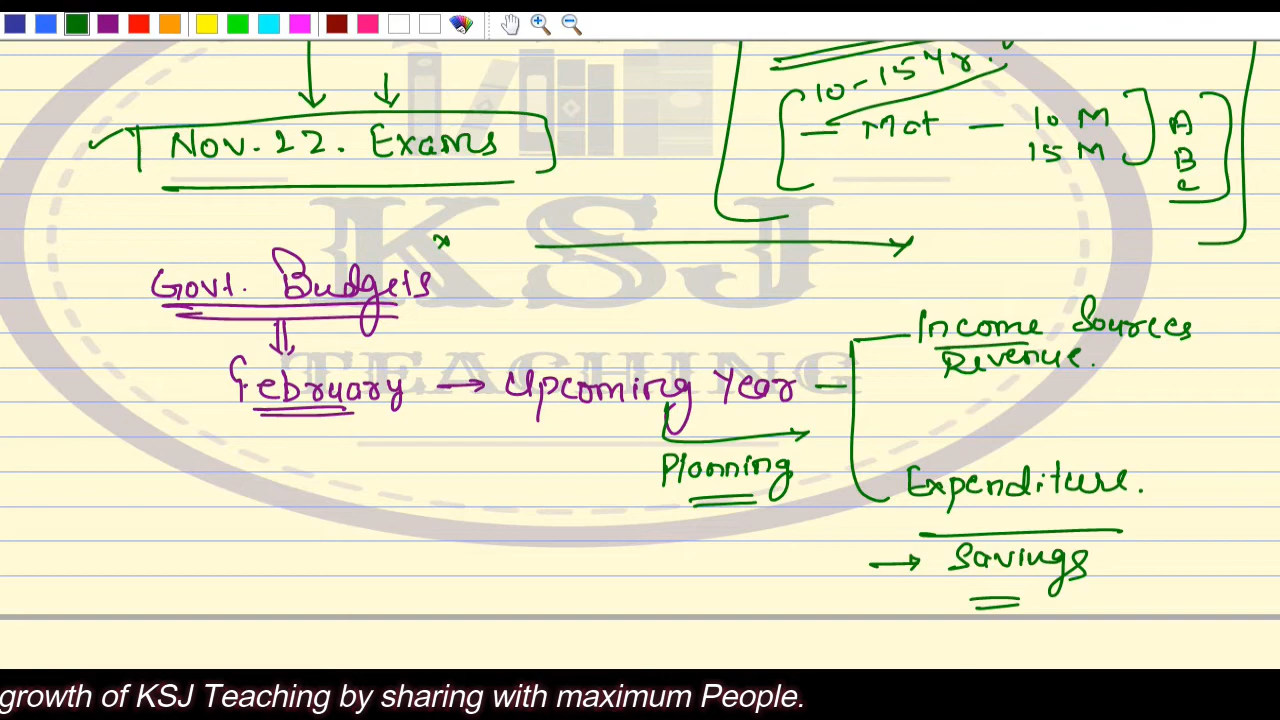 10-15 Yr.
Mat — 10 M
15 M
A
B
c
Nov. 22. Exams
KSJ
TEACHING
Govt. Budgets
February → Upcoming Year
Income Sources
Revenue.
Planning
Expenditure.
→ Savings
growth of KSJ Teaching by sharing with maximum People.